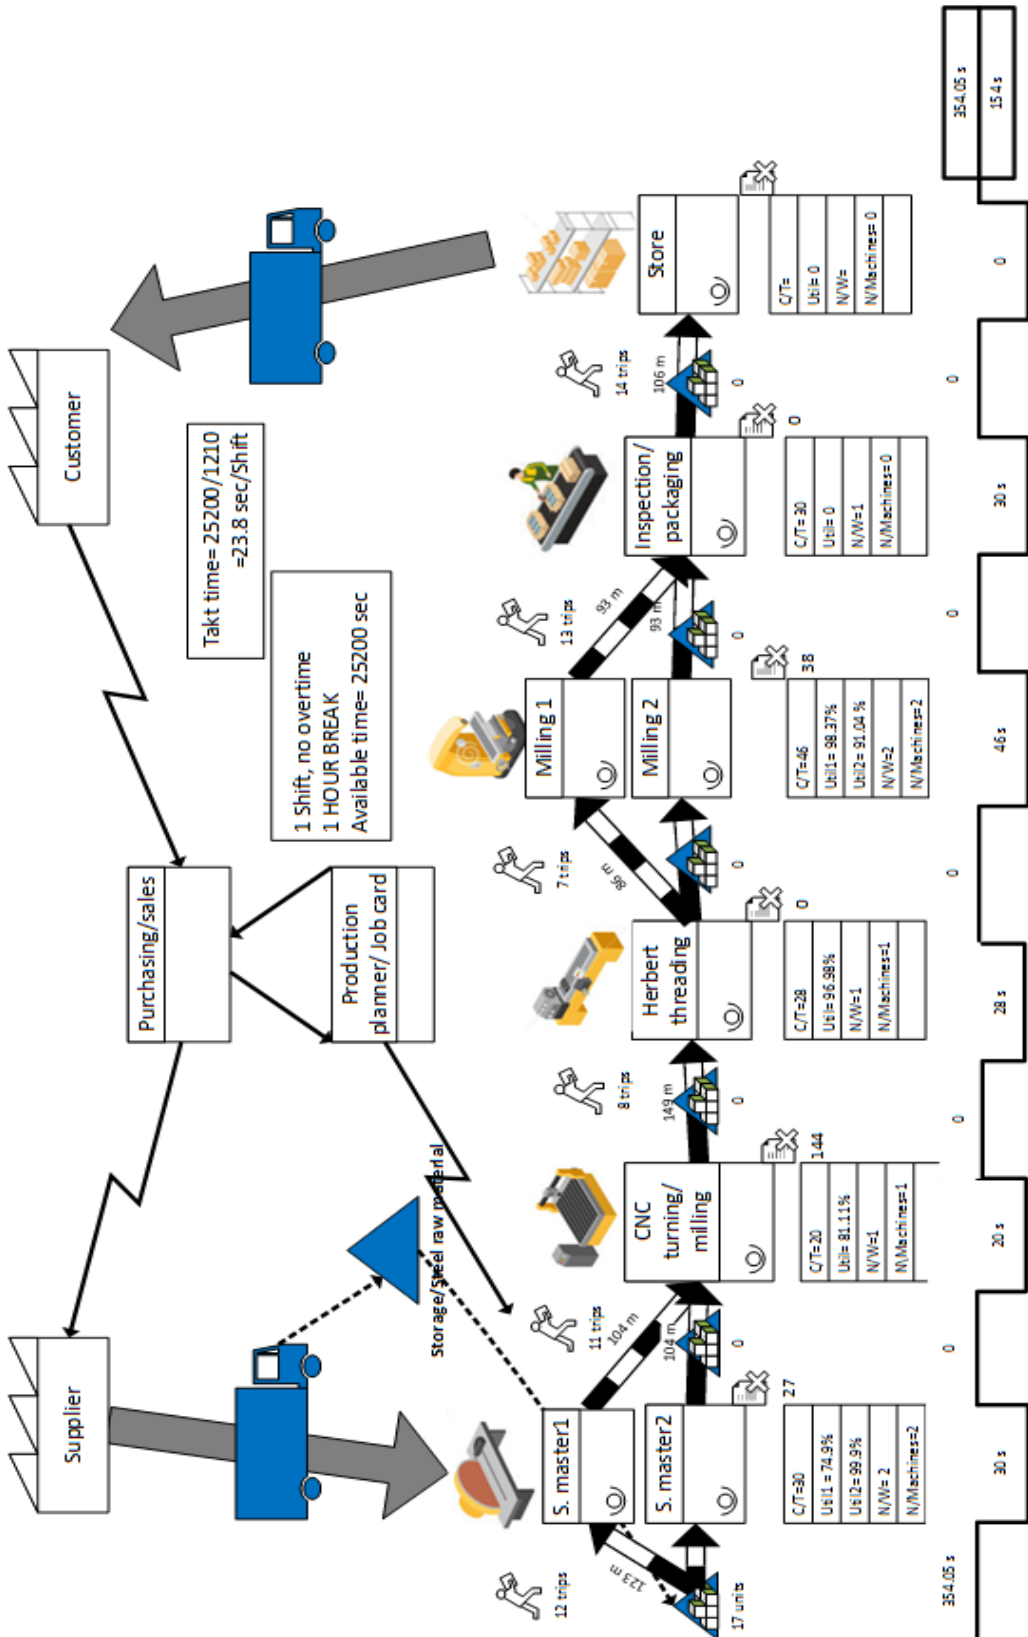 Supplier
Customer
Purchasing/sales
Production
planner/ Job card
Takt time= 25200/1210
=23.8 sec/Shift
1 Shift, no overtime
1 HOUR BREAK
Available time= 25200 sec
Storage/Steel raw material
12 trips
11 trips
8 trips
7 trips
13 trips
14 trips
123 m
17 units
S. master1
S. master2
27
C/T=30
Util1= 74.9%
Util2= 99.9%
N/W= 2
N/Machines=2
104 m
104 m
0
CNC
turning/
milling
144
C/T=20
Util= 81.11%
N/W=1
N\Machines=1
149 m
0
Herbert
threading
0
C/T=28
Util= 96.98%
N/W=1
N/Machines=1
86 m
0
Milling 1
Milling 2
38
C/T=46
Util1= 98.37%
Util2= 91.04 %
N/W=2
N/Machines=2
93 m
93 m
0
Inspection/
packaging
0
C/T=30
Util= 0
N/W=1
N/Machines=0
106 m
0
Store
C/T=
Util= 0
N/W=
N/Machines= 0
354.05 s
30 s
0
20 s
0
28 s
0
46 s
0
30 s
0
0
354.05 s
154 s